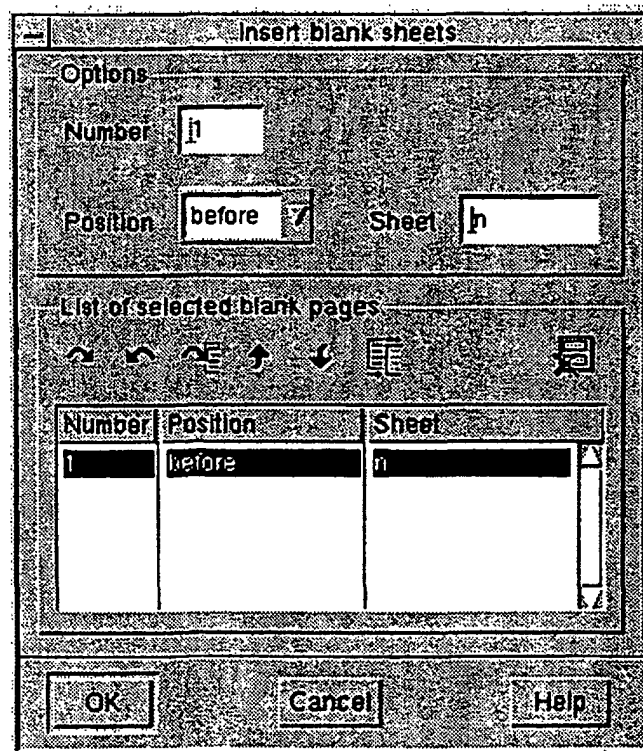 Insert blank sheets
Options
Number 1
Position before Sheet n
List of selected blank pages
Number Position Sheet
1 before n
OK Cancel Help